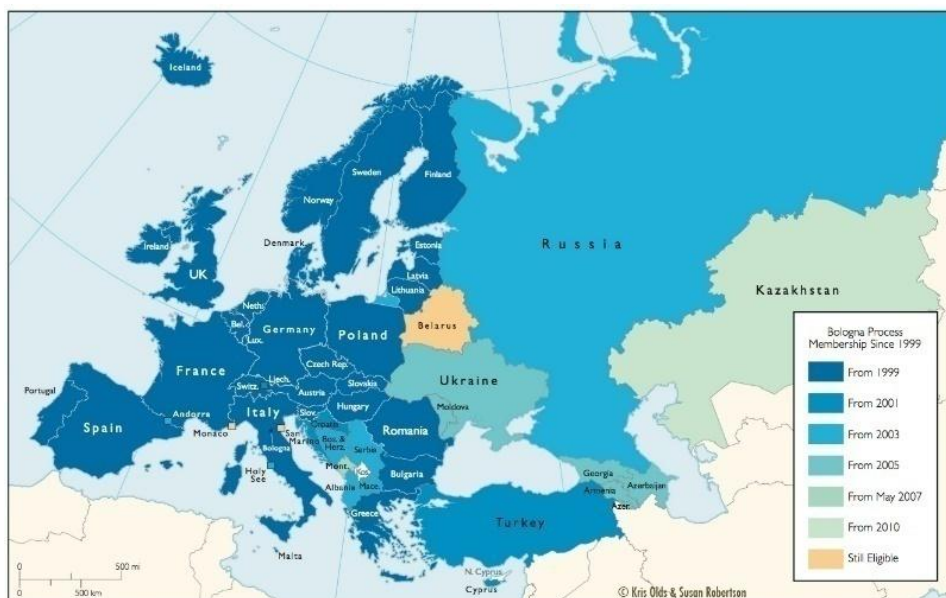 Iceland
Sweden
Finland
Norway
Russia
Estonia
Denmark
Ireland
Latvia
UK
Lithuania
Kazakhstan
Neth.
Belarus
Bel.
Germany
Poland
Lux.
Ukraine
Czech Rep.
France
Slovakia
Switz.
Liech.
Austria
Moldova
Portugal
Hungary
Slov.
Andorra
Italy
Croatia
Romania
Spain
Monaco
San
Marino
Bologna
Bos. &
Herz.
Serbia
Holy
See
Mont.
Kos.
Bulgaria
Georgia
Albania
Mace.
Armenia
Azerbaijan
Azer.
Greece
Turkey
Malta
N. Cyprus
Cyprus
Bologna Process
Membership Since 1999
From 1999
From 2001
From 2003
From 2005
From May 2007
From 2010
Still Eligible
0 500 mi
0 500 km
© Kris Olds & Susan Robertson